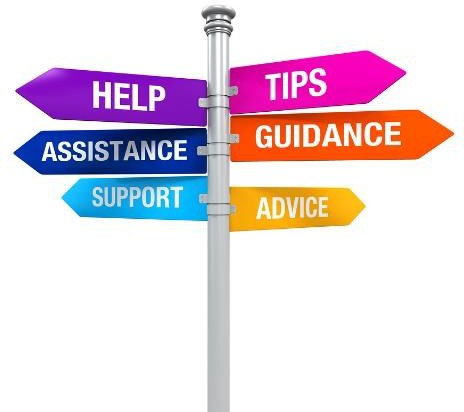 HELP
TIPS
ASSISTANCE
GUIDANCE
SUPPORT
ADVICE